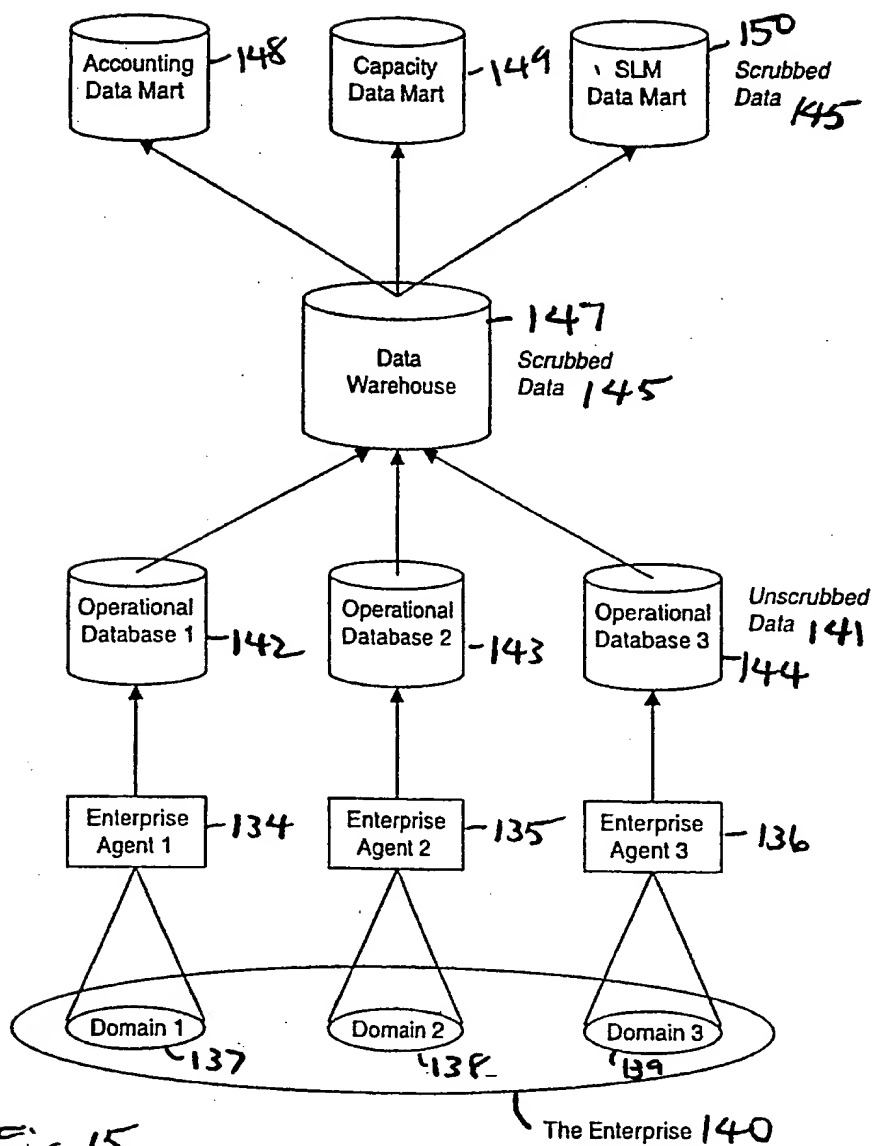 Accounting
Data Mart
148
Capacity
Data Mart
149
SLM
Data Mart
150
Scrubbed
Data 145
Data
Warehouse
147
Scrubbed
Data 145
Operational
Database 1
142
Operational
Database 2
143
Operational
Database 3
144
Unscrubbed
Data 141
Enterprise
Agent 1
134
Enterprise
Agent 2
135
Enterprise
Agent 3
136
Domain 1
137
Domain 2
138
Domain 3
139
The Enterprise 140
Fig. 15